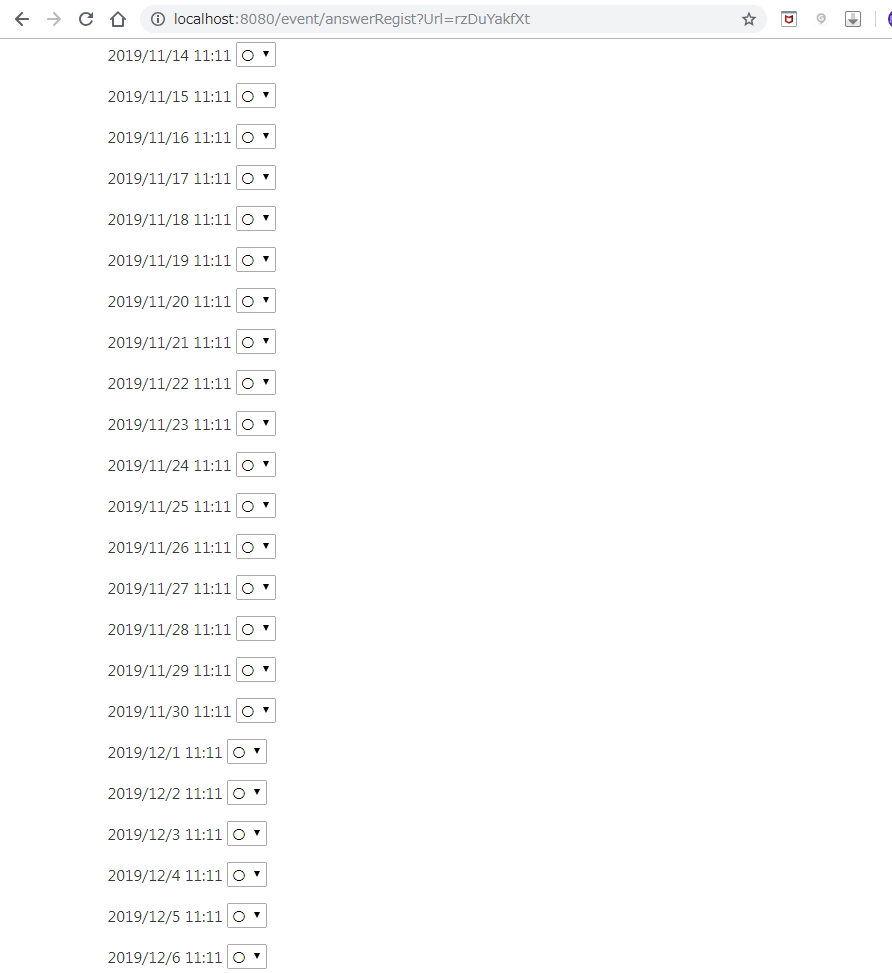 localhost:8080/event/answerRegist?Url=rzDuYakfXt
2019/11/14 11:11 ○
2019/11/15 11:11 ○
2019/11/16 11:11 ○
2019/11/17 11:11 ○
2019/11/18 11:11 ○
2019/11/19 11:11 ○
2019/11/20 11:11 ○
2019/11/21 11:11 ○
2019/11/22 11:11 ○
2019/11/23 11:11 ○
2019/11/24 11:11 ○
2019/11/25 11:11 ○
2019/11/26 11:11 ○
2019/11/27 11:11 ○
2019/11/28 11:11 ○
2019/11/29 11:11 ○
2019/11/30 11:11 ○
2019/12/1 11:11 ○
2019/12/2 11:11 ○
2019/12/3 11:11 ○
2019/12/4 11:11 ○
2019/12/5 11:11 ○
2019/12/6 11:11 ○